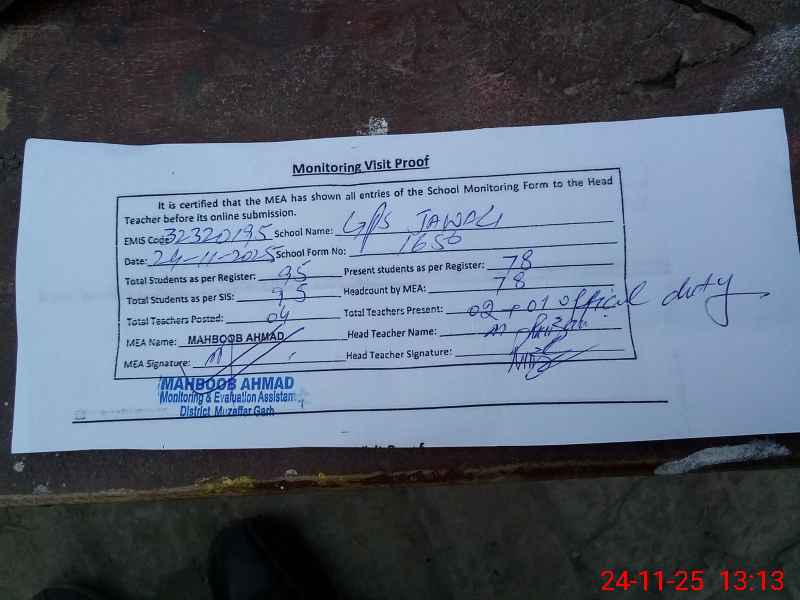 Monitoring Visit Proof
It is certified that the MEA has shown all entries of the School Monitoring Form to the Head
Teacher before its online submission.
EMIS Code 32320195 School Name: GPS JAWALI
Date: 24-11-2025 School Form No: 1650
Total Students as per Register: 95 Present students as per Register: 78
Total Students as per SIS: 95 Headcount by MEA: 78
Total Teachers Posted: 04 Total Teachers Present: 02 + 01 official duty
MEA Name: MAHBOOB AHMAD Head Teacher Name: M
MEA Signature: Head Teacher Signature:
MAHBOOB AHMAD
Monitoring & Evaluation Assistant
District Muzaffar Garh
24-11-25 13:13